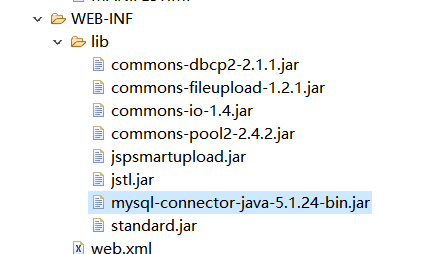 WEB-INF
lib
commons-dbcp2-2.1.1.jar
commons-fileupload-1.2.1.jar
commons-io-1.4.jar
commons-pool2-2.4.2.jar
jspsmartupload.jar
jstl.jar
mysql-connector-java-5.1.24-bin.jar
standard.jar
web.xml